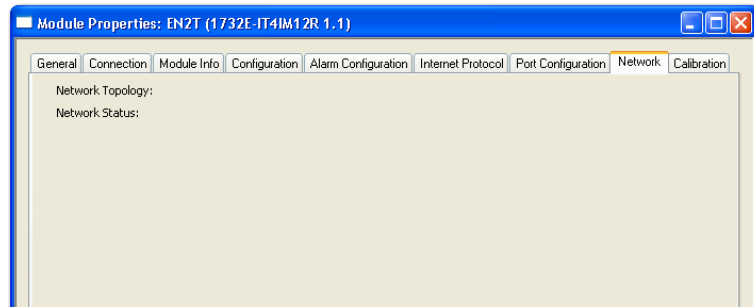 Module Properties: EN2T (1732E-IT4IM12R 1.1)
General Connection Module Info Configuration Alarm Configuration Internet Protocol Port Configuration Network Calibration
Network Topology:
Network Status: